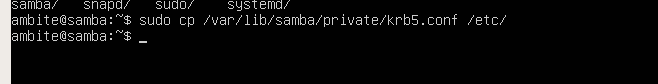 samba/ snapd/ sudo/ systemd/
ambite@samba:~$ sudo cp /var/lib/samba/private/krb5.conf /etc/
ambite@samba:~$ _